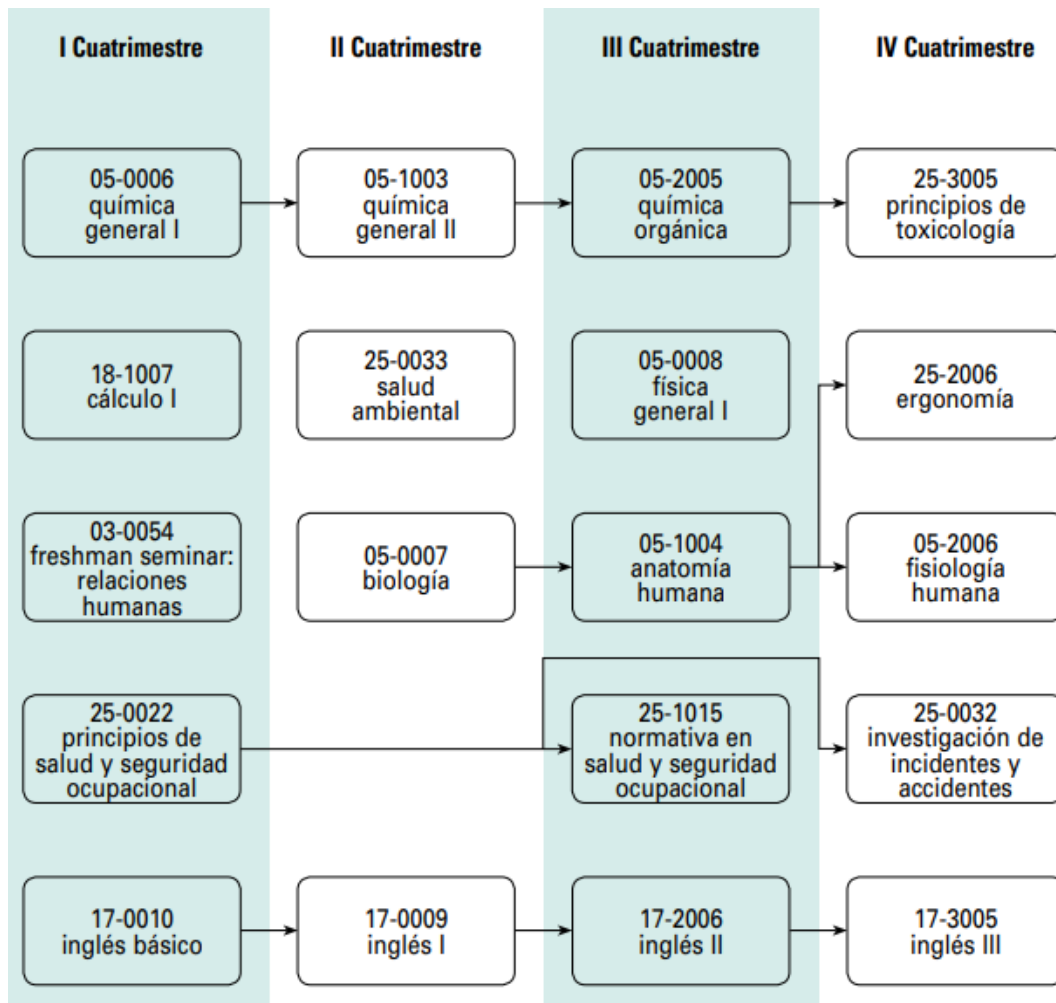 I Cuatrimestre
II Cuatrimestre
III Cuatrimestre
IV Cuatrimestre
05-0006
química
general I
05-1003
química
general II
05-2005
química
orgánica
25-3005
principios de
toxicología
18-1007
cálculo I
25-0033
salud
ambiental
05-0008
física
general I
25-2006
ergonomía
03-0054
freshman seminar:
relaciones
humanas
05-0007
biología
05-1004
anatomía
humana
05-2006
fisiología
humana
25-0022
principios de
salud y seguridad
ocupacional
25-1015
normativa en
salud y seguridad
ocupacional
25-0032
investigación de
incidentes y
accidentes
17-0010
inglés básico
17-0009
inglés I
17-2006
inglés II
17-3005
inglés III